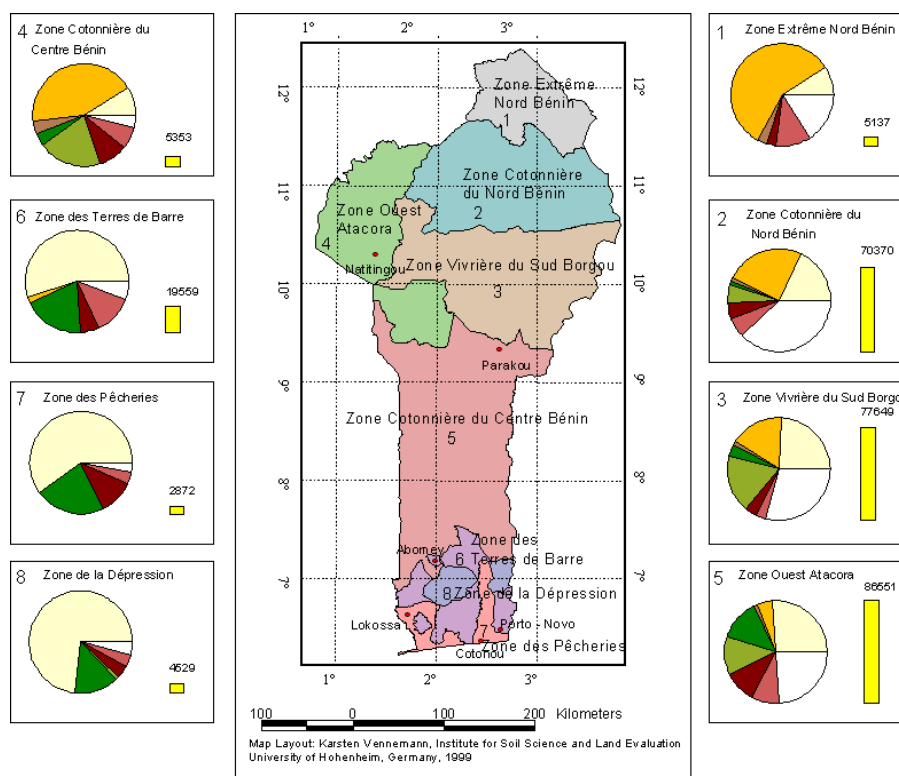 4 Zone Cotonnière du
Centre Bénin
5353
6 Zone des Terres de Barre
19559
7 Zone des Pêcheries
2872
8 Zone de la Dépression
4529
1° 2° 3°
12° 12°
11° 11°
10° 10°
9° 9°
8° 8°
7° 7°
1° 2° 3°
Zone Extrême
Nord Bénin
1
Zone Cotonnière
du Nord Bénin
2
Zone Ouest
Atacora
4
Natitingou
Zone Vivrière du Sud Borgou
3
Parakou
Zone Cotonnière du Centre Bénin
5
Abomey
Zone des
6 Terres de Barre
8 Zone de la Dépression
Lokossa
Porto - Novo
7
Zone des Pêcheries
Cotonou
100 0 100 200 Kilometers
Map Layout: Karsten Vennemann, Institute for Soil Science and Land Evaluation
University of Hohenheim, Germany, 1999
1 Zone Extrême Nord Bénin
5137
2 Zone Cotonnière du
Nord Bénin
70370
3 Zone Vivrière du Sud Borgo
77649
5 Zone Ouest Atacora
86551